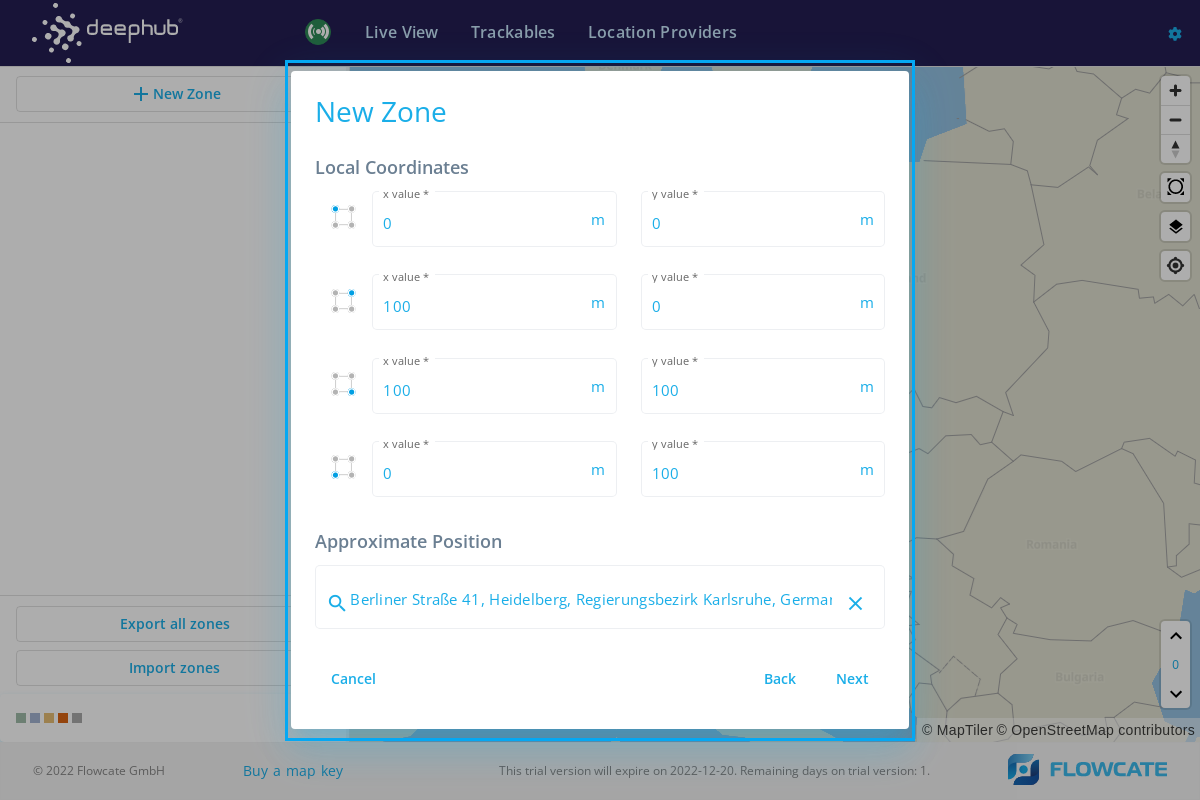 deephub
Live View
Trackables
Location Providers
New Zone
New Zone
Local Coordinates
x value *
0 m
y value *
0 m
x value *
100 m
y value *
0 m
x value *
100 m
y value *
100 m
x value *
0 m
y value *
100 m
Approximate Position
Berliner Straße 41, Heidelberg, Regierungsbezirk Karlsruhe, German
Cancel
Back
Next
Export all zones
Import zones
Romania
Bulgaria
0
© MapTiler © OpenStreetMap contributors
© 2022 Flowcate GmbH
Buy a map key
This trial version will expire on 2022-12-20. Remaining days on trial version: 1.
FLOWCATE